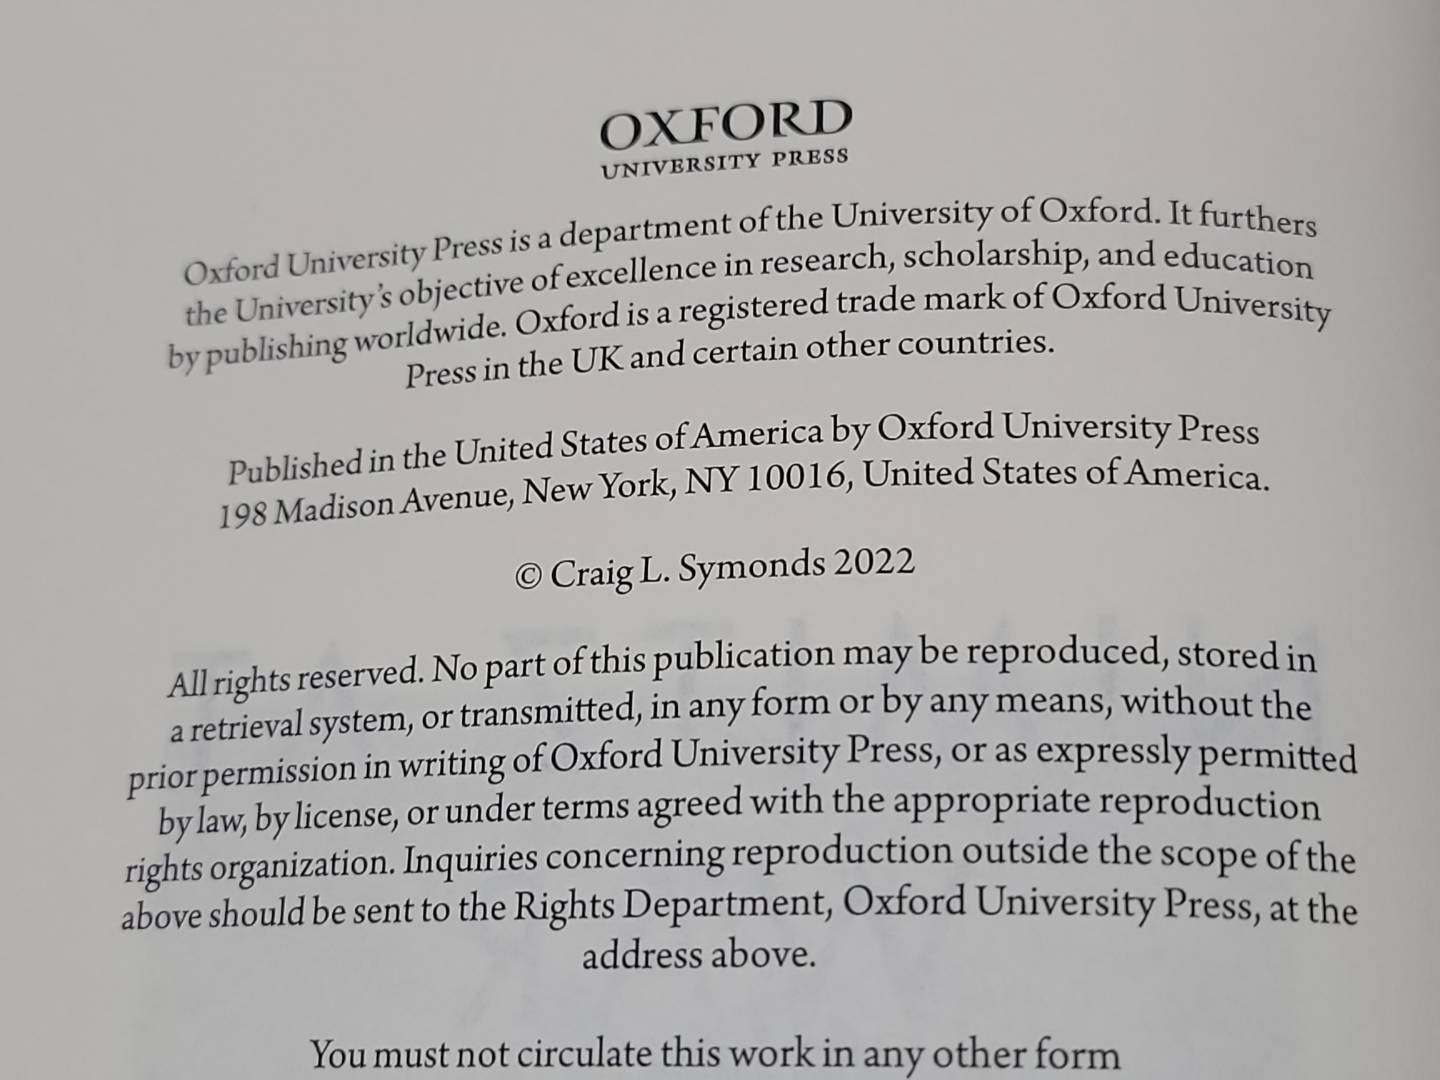 OXFORD
UNIVERSITY PRESS
Oxford University Press is a department of the University of Oxford. It furthers
the University’s objective of excellence in research, scholarship, and education
by publishing worldwide. Oxford is a registered trade mark of Oxford University
Press in the UK and certain other countries.
Published in the United States of America by Oxford University Press
198 Madison Avenue, New York, NY 10016, United States of America.
© Craig L. Symonds 2022
All rights reserved. No part of this publication may be reproduced, stored in
a retrieval system, or transmitted, in any form or by any means, without the
prior permission in writing of Oxford University Press, or as expressly permitted
by law, by license, or under terms agreed with the appropriate reproduction
rights organization. Inquiries concerning reproduction outside the scope of the
above should be sent to the Rights Department, Oxford University Press, at the
address above.
You must not circulate this work in any other form